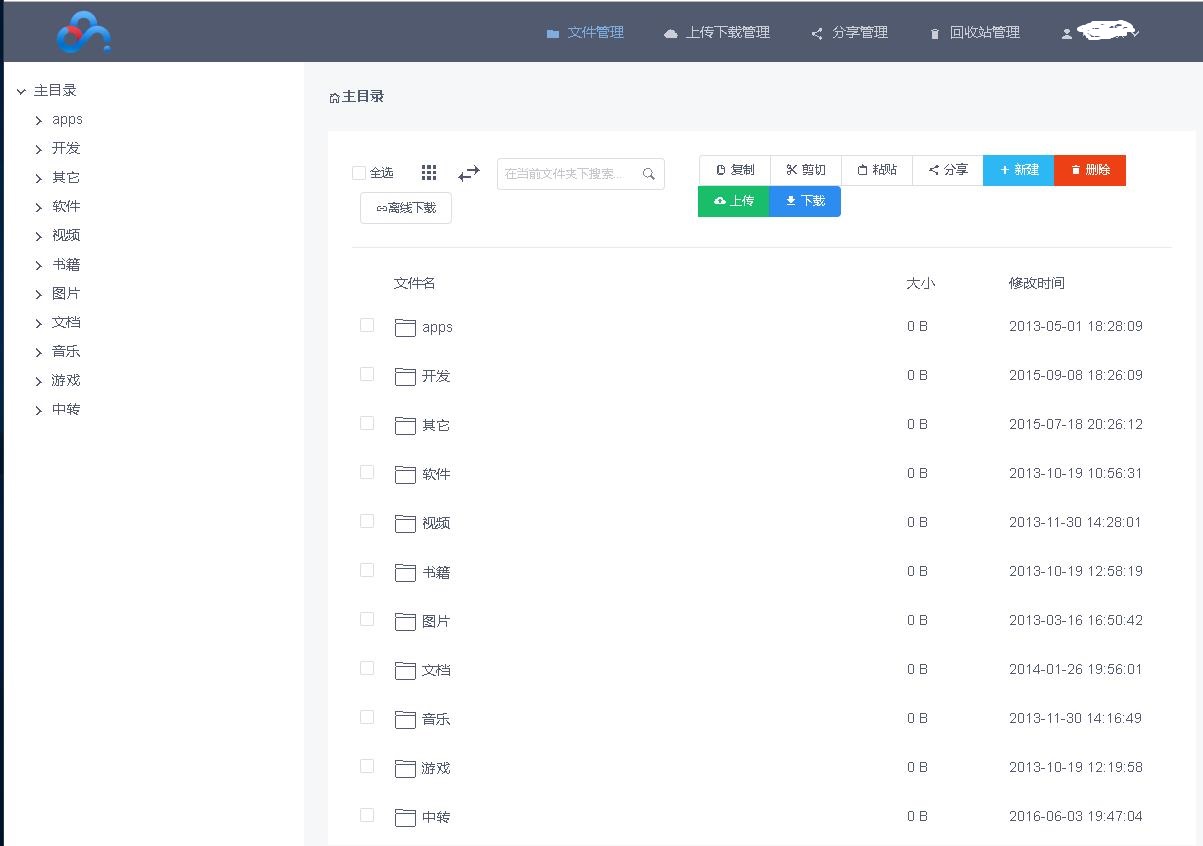 文件管理 上传下载管理 分享管理 回收站管理
主目录
apps
开发
其它
软件
视频
书籍
图片
文档
音乐
游戏
中转
主目录
全选 在当前文件夹下搜索... 复制 剪切 粘贴 分享 + 新建 删除
离线下载 上传 下载
文件名 大小 修改时间
apps 0 B 2013-05-01 18:28:09
开发 0 B 2015-09-08 18:26:09
其它 0 B 2015-07-18 20:26:12
软件 0 B 2013-10-19 10:56:31
视频 0 B 2013-11-30 14:28:01
书籍 0 B 2013-10-19 12:58:19
图片 0 B 2013-03-16 16:50:42
文档 0 B 2014-01-26 19:56:01
音乐 0 B 2013-11-30 14:16:49
游戏 0 B 2013-10-19 12:19:58
中转 0 B 2016-06-03 19:47:04